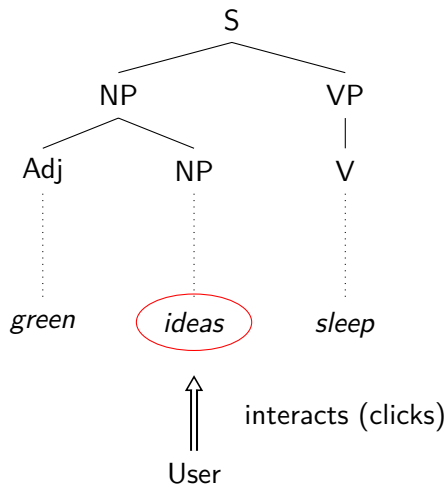 S
NP VP
Adj NP V
green ideas sleep
interacts (clicks)
User